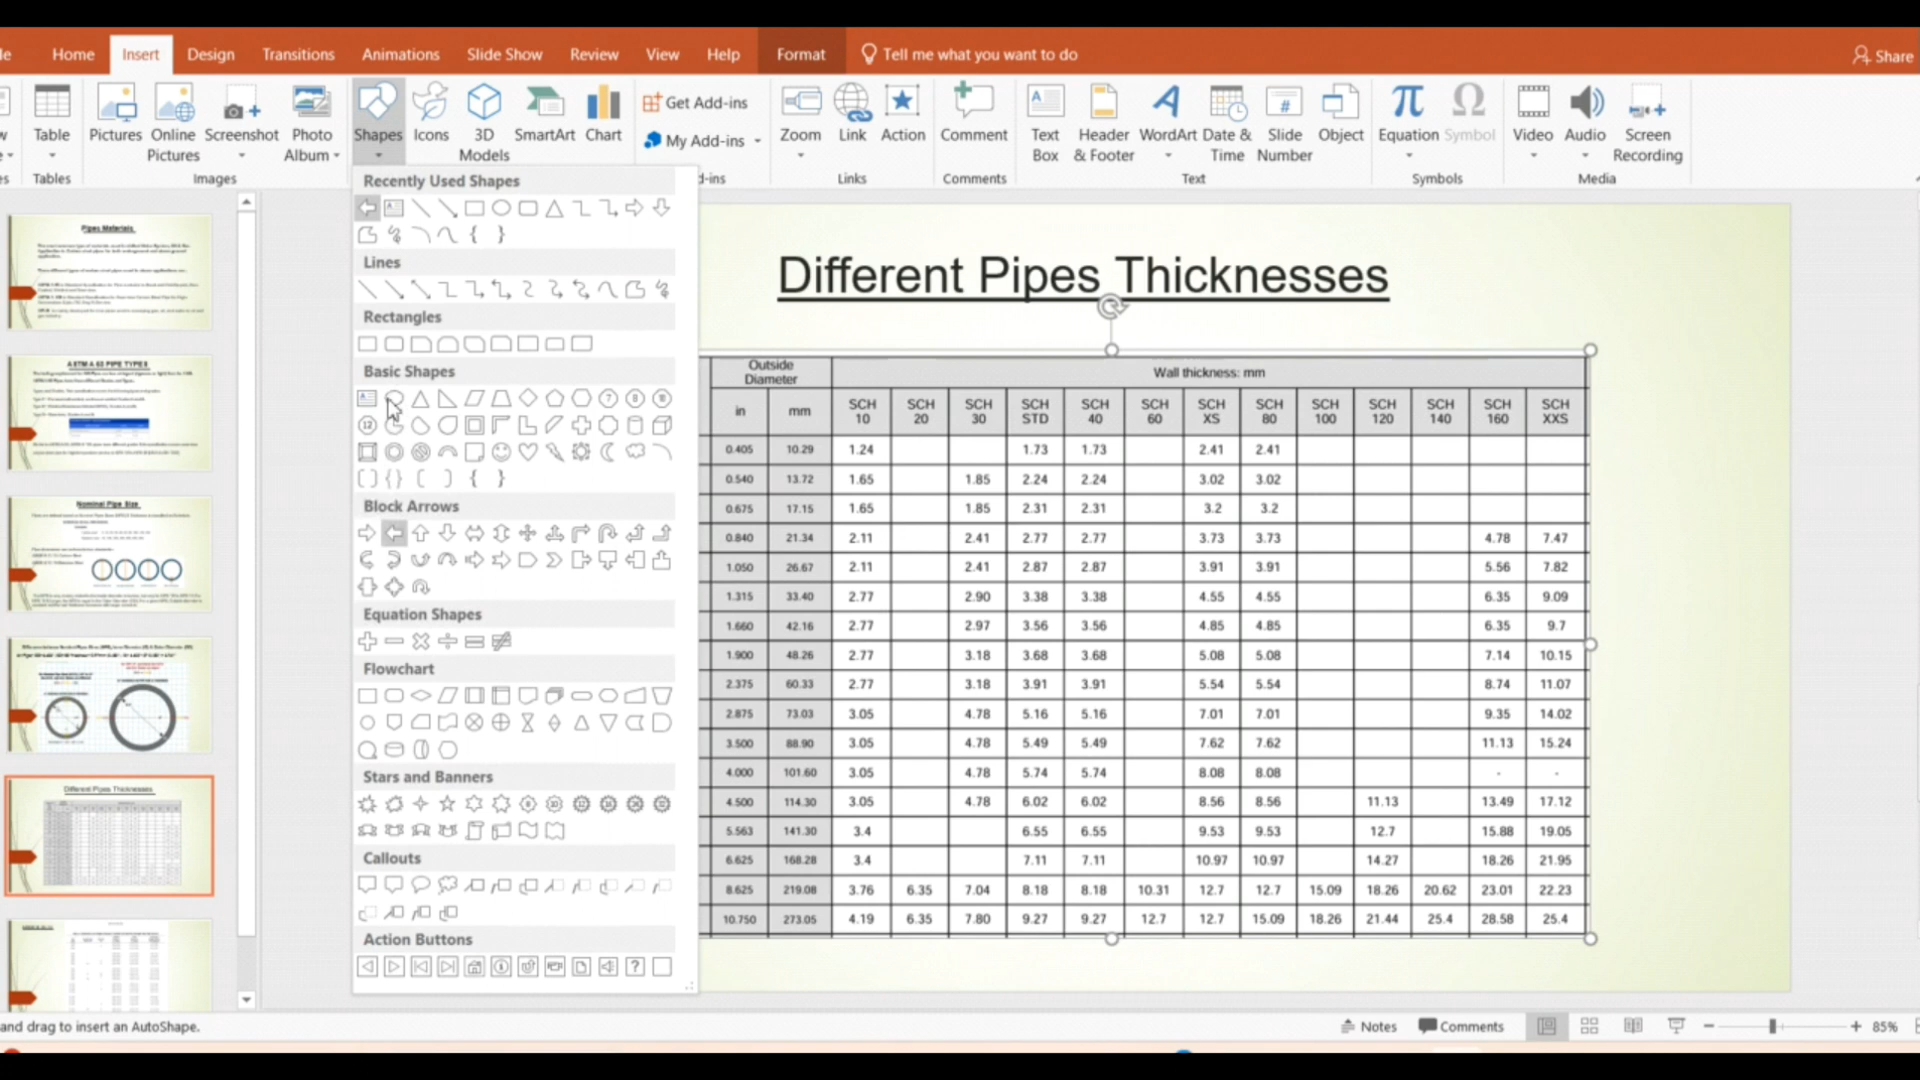 le Home Insert Design Transitions Animations Slide Show Review View Help Format Tell me what you want to do Share
Table Pictures Online Pictures Screenshot Photo Album Shapes Icons 3D Models SmartArt Chart Get Add-ins My Add-ins Zoom Link Action Comment Text Box Header & Footer WordArt Date & Time Slide Number Object Equation Symbol Video Audio Screen Recording
Tables Images d-ins Links Comments Text Symbols Media
Recently Used Shapes
Lines
Rectangles
Basic Shapes
Block Arrows
Equation Shapes
Flowchart
Stars and Banners
Callouts
Action Buttons
Pipes Materials
ASTM A 53 PIPE TYPES
Nominal Pipe Size
Different Pipes Thicknesses
Different Pipes Thicknesses
Outside Diameter Wall thickness: mm
in mm SCH 10 SCH 20 SCH 30 SCH STD SCH 40 SCH 60 SCH XS SCH 80 SCH 100 SCH 120 SCH 140 SCH 160 SCH XXS
0.405 10.29 1.24 1.73 1.73 2.41 2.41
0.540 13.72 1.65 1.85 2.24 2.24 3.02 3.02
0.675 17.15 1.65 1.85 2.31 2.31 3.2 3.2
0.840 21.34 2.11 2.41 2.77 2.77 3.73 3.73 4.78 7.47
1.050 26.67 2.11 2.41 2.87 2.87 3.91 3.91 5.56 7.82
1.315 33.40 2.77 2.90 3.38 3.38 4.55 4.55 6.35 9.09
1.660 42.16 2.77 2.97 3.56 3.56 4.85 4.85 6.35 9.7
1.900 48.26 2.77 3.18 3.68 3.68 5.08 5.08 7.14 10.15
2.375 60.33 2.77 3.18 3.91 3.91 5.54 5.54 8.74 11.07
2.875 73.03 3.05 4.78 5.16 5.16 7.01 7.01 9.35 14.02
3.500 88.90 3.05 4.78 5.49 5.49 7.62 7.62 11.13 15.24
4.000 101.60 3.05 4.78 5.74 5.74 8.08 8.08 - -
4.500 114.30 3.05 4.78 6.02 6.02 8.56 8.56 11.13 13.49 17.12
5.563 141.30 3.4 6.55 6.55 9.53 9.53 12.7 15.88 19.05
6.625 168.28 3.4 7.11 7.11 10.97 10.97 14.27 18.26 21.95
8.625 219.08 3.76 6.35 7.04 8.18 8.18 10.31 12.7 12.7 15.09 18.26 20.62 23.01 22.23
10.750 273.05 4.19 6.35 7.80 9.27 9.27 12.7 12.7 15.09 18.26 21.44 25.4 28.58 25.4
and drag to insert an AutoShape. Notes Comments 85%